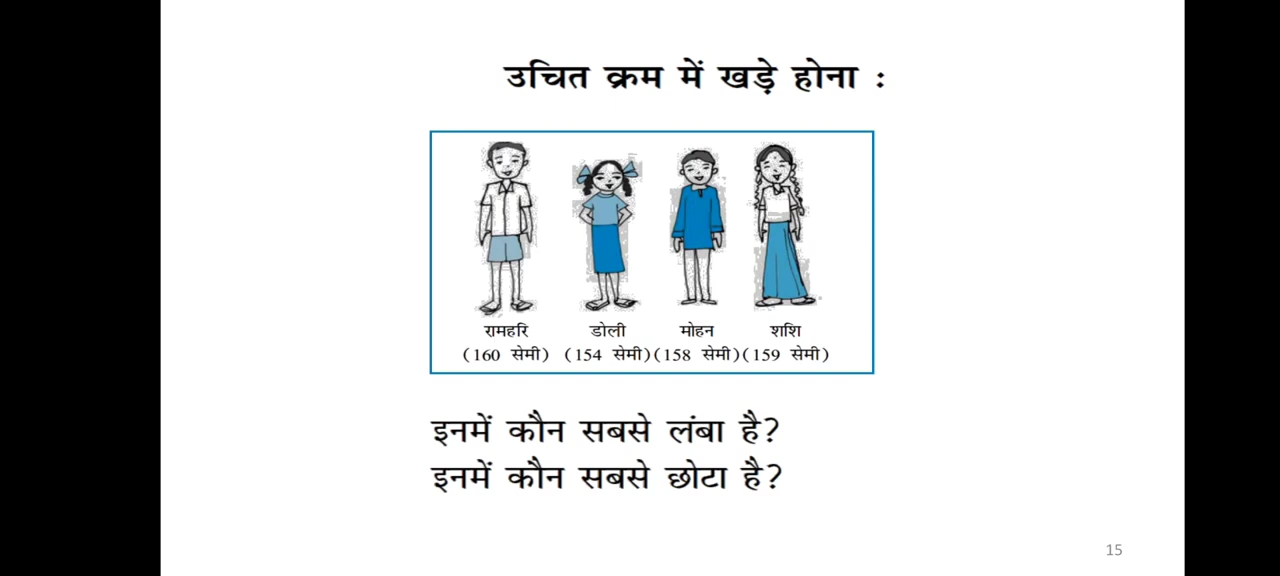 उचित क्रम में खड़े होना :
रामहरि डोली मोहन शशि
(160 सेमी) (154 सेमी) (158 सेमी) (159 सेमी)
इनमें कौन सबसे लंबा है?
इनमें कौन सबसे छोटा है?
15